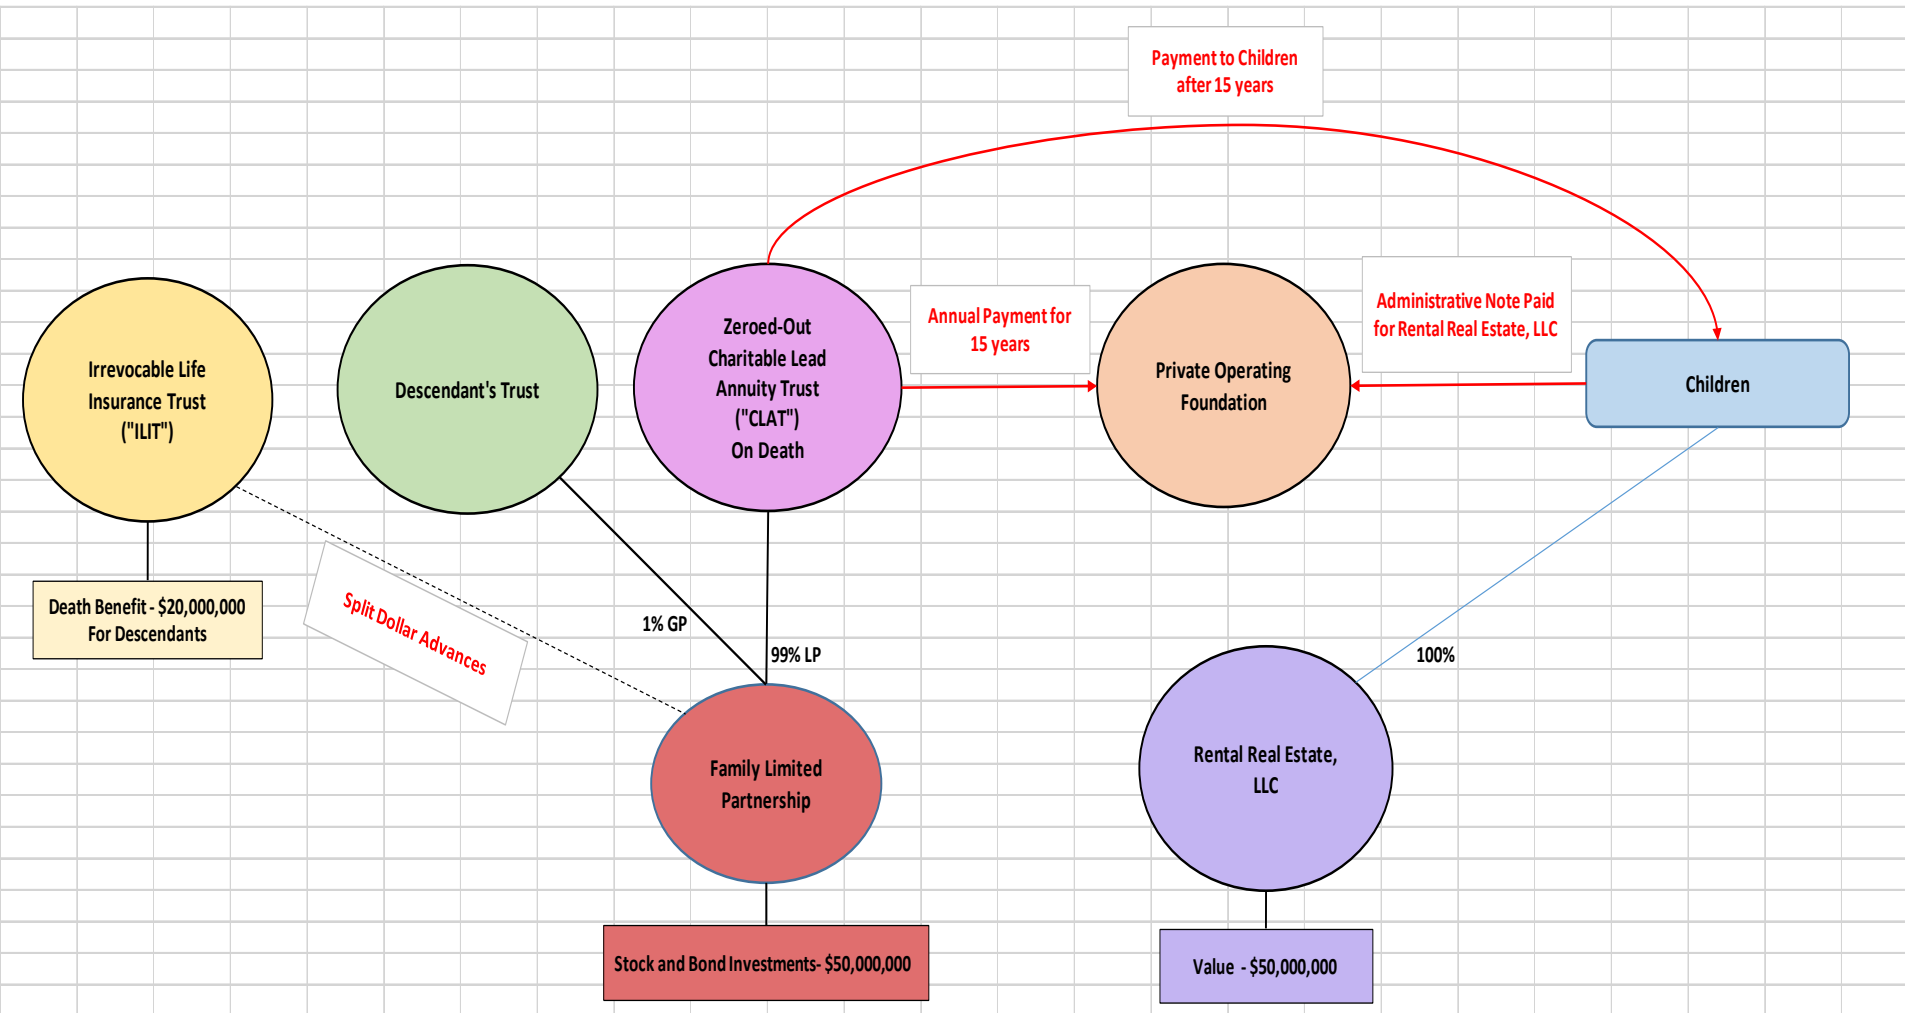 Payment to Children
after 15 years
Irrevocable Life
Insurance Trust
("ILIT")
Descendant's Trust
Zeroed-Out
Charitable Lead
Annuity Trust
("CLAT")
On Death
Annual Payment for
15 years
Private Operating
Foundation
Administrative Note Paid
for Rental Real Estate, LLC
Children
Death Benefit - $20,000,000
For Descendants
Split Dollar Advances
1% GP
99% LP
100%
Family Limited
Partnership
Rental Real Estate,
LLC
Stock and Bond Investments- $50,000,000
Value - $50,000,000